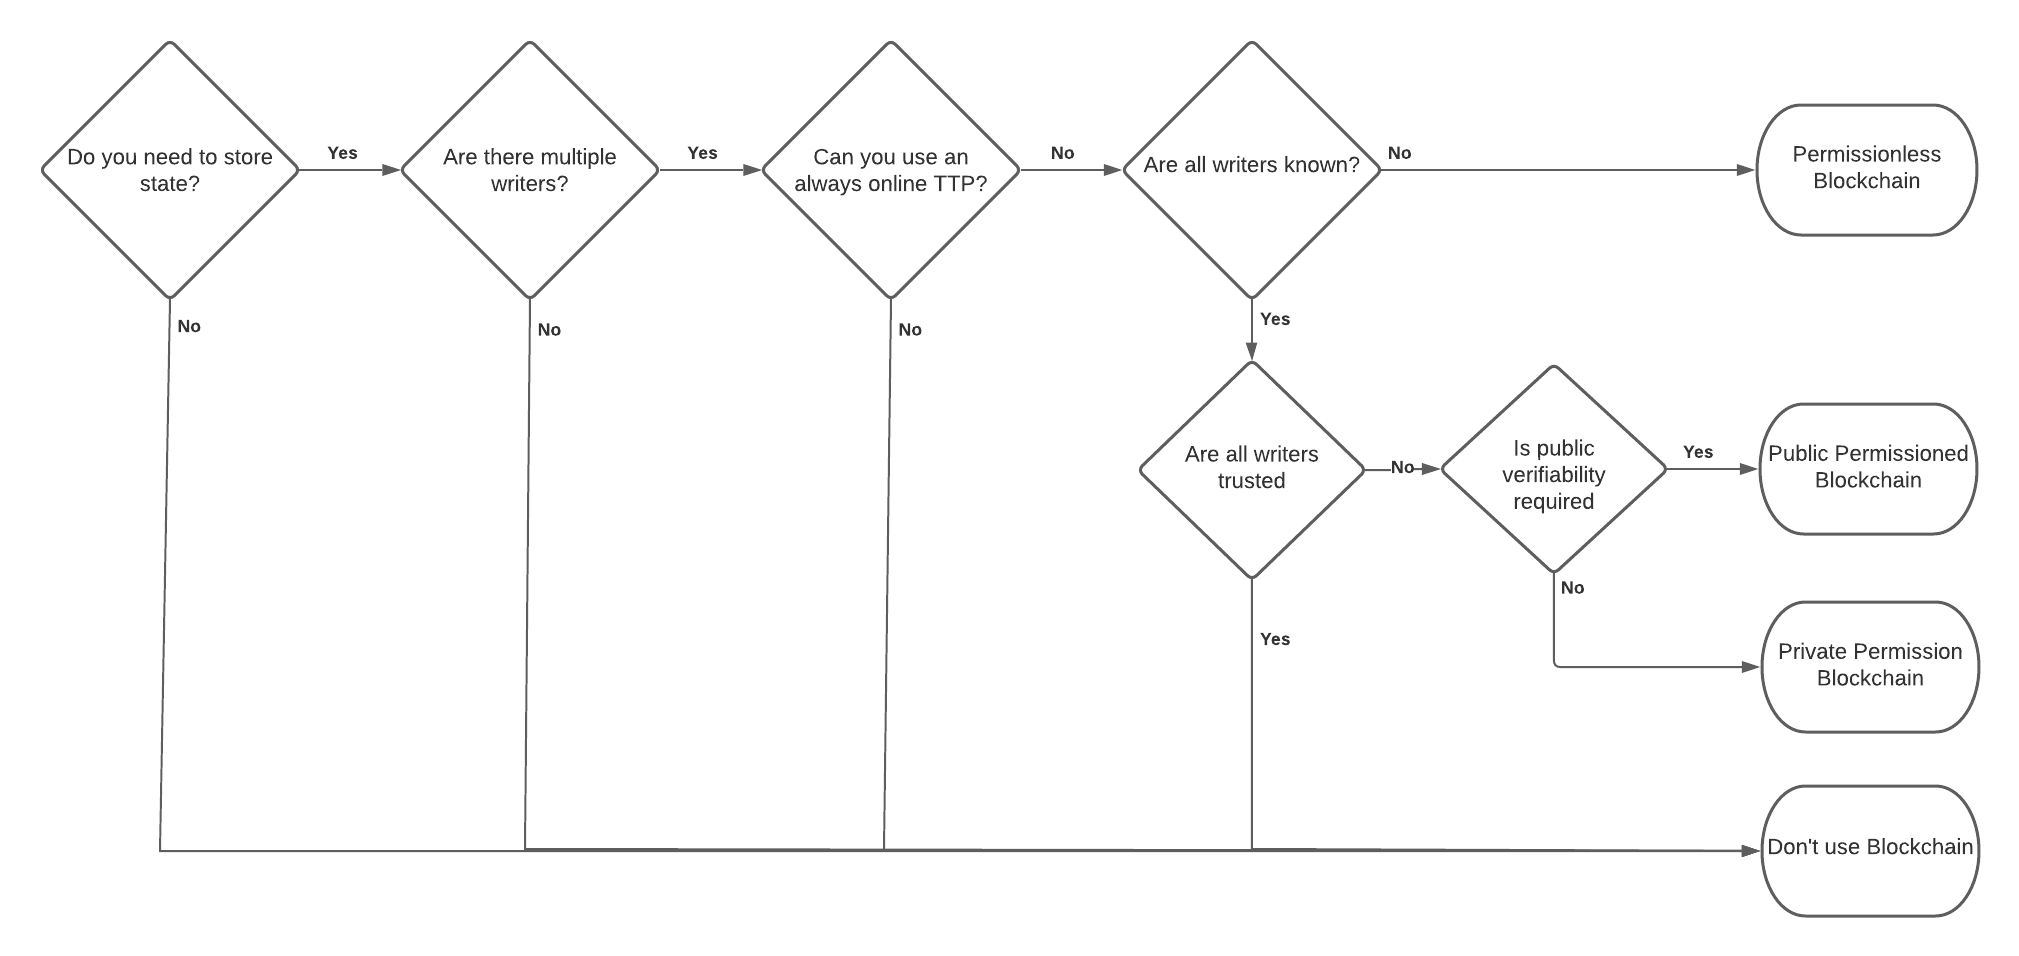 Do you need to store
state?
Yes
Are there multiple
writers?
Yes
Can you use an
always online TTP?
No
Are all writers known?
No
Permissionless
Blockchain
No
No
No
Yes
Are all writers
trusted
No
Is public
verifiability
required
Yes
Public Permissioned
Blockchain
No
Yes
Private Permission
Blockchain
Don't use Blockchain